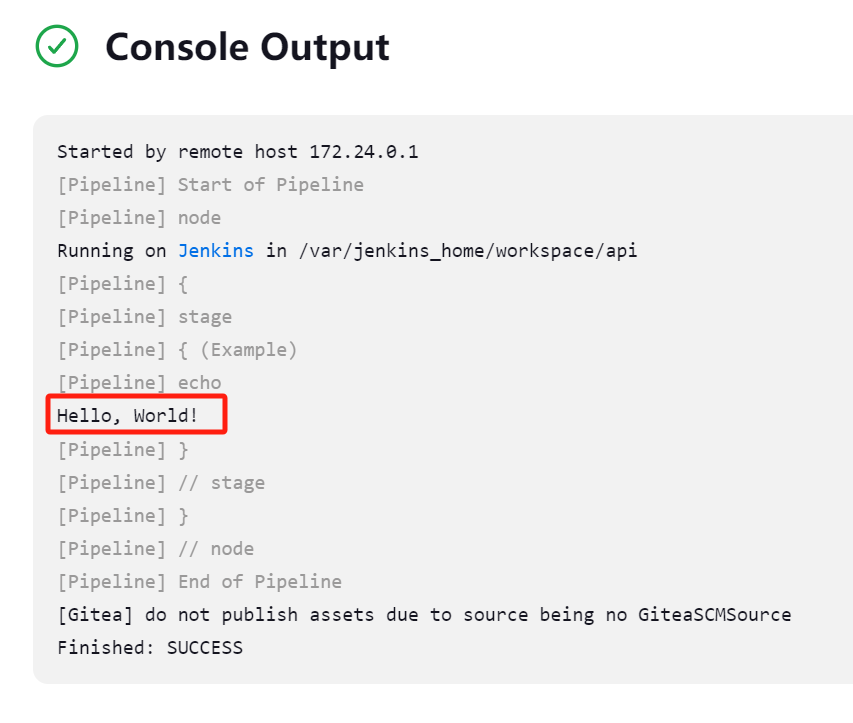 Console Output
Started by remote host 172.24.0.1
[Pipeline] Start of Pipeline
[Pipeline] node
Running on Jenkins in /var/jenkins_home/workspace/api
[Pipeline] {
[Pipeline] stage
[Pipeline] { (Example)
[Pipeline] echo
Hello, World!
[Pipeline] }
[Pipeline] // stage
[Pipeline] }
[Pipeline] // node
[Pipeline] End of Pipeline
[Gitea] do not publish assets due to source being no GiteaSCMSource
Finished: SUCCESS